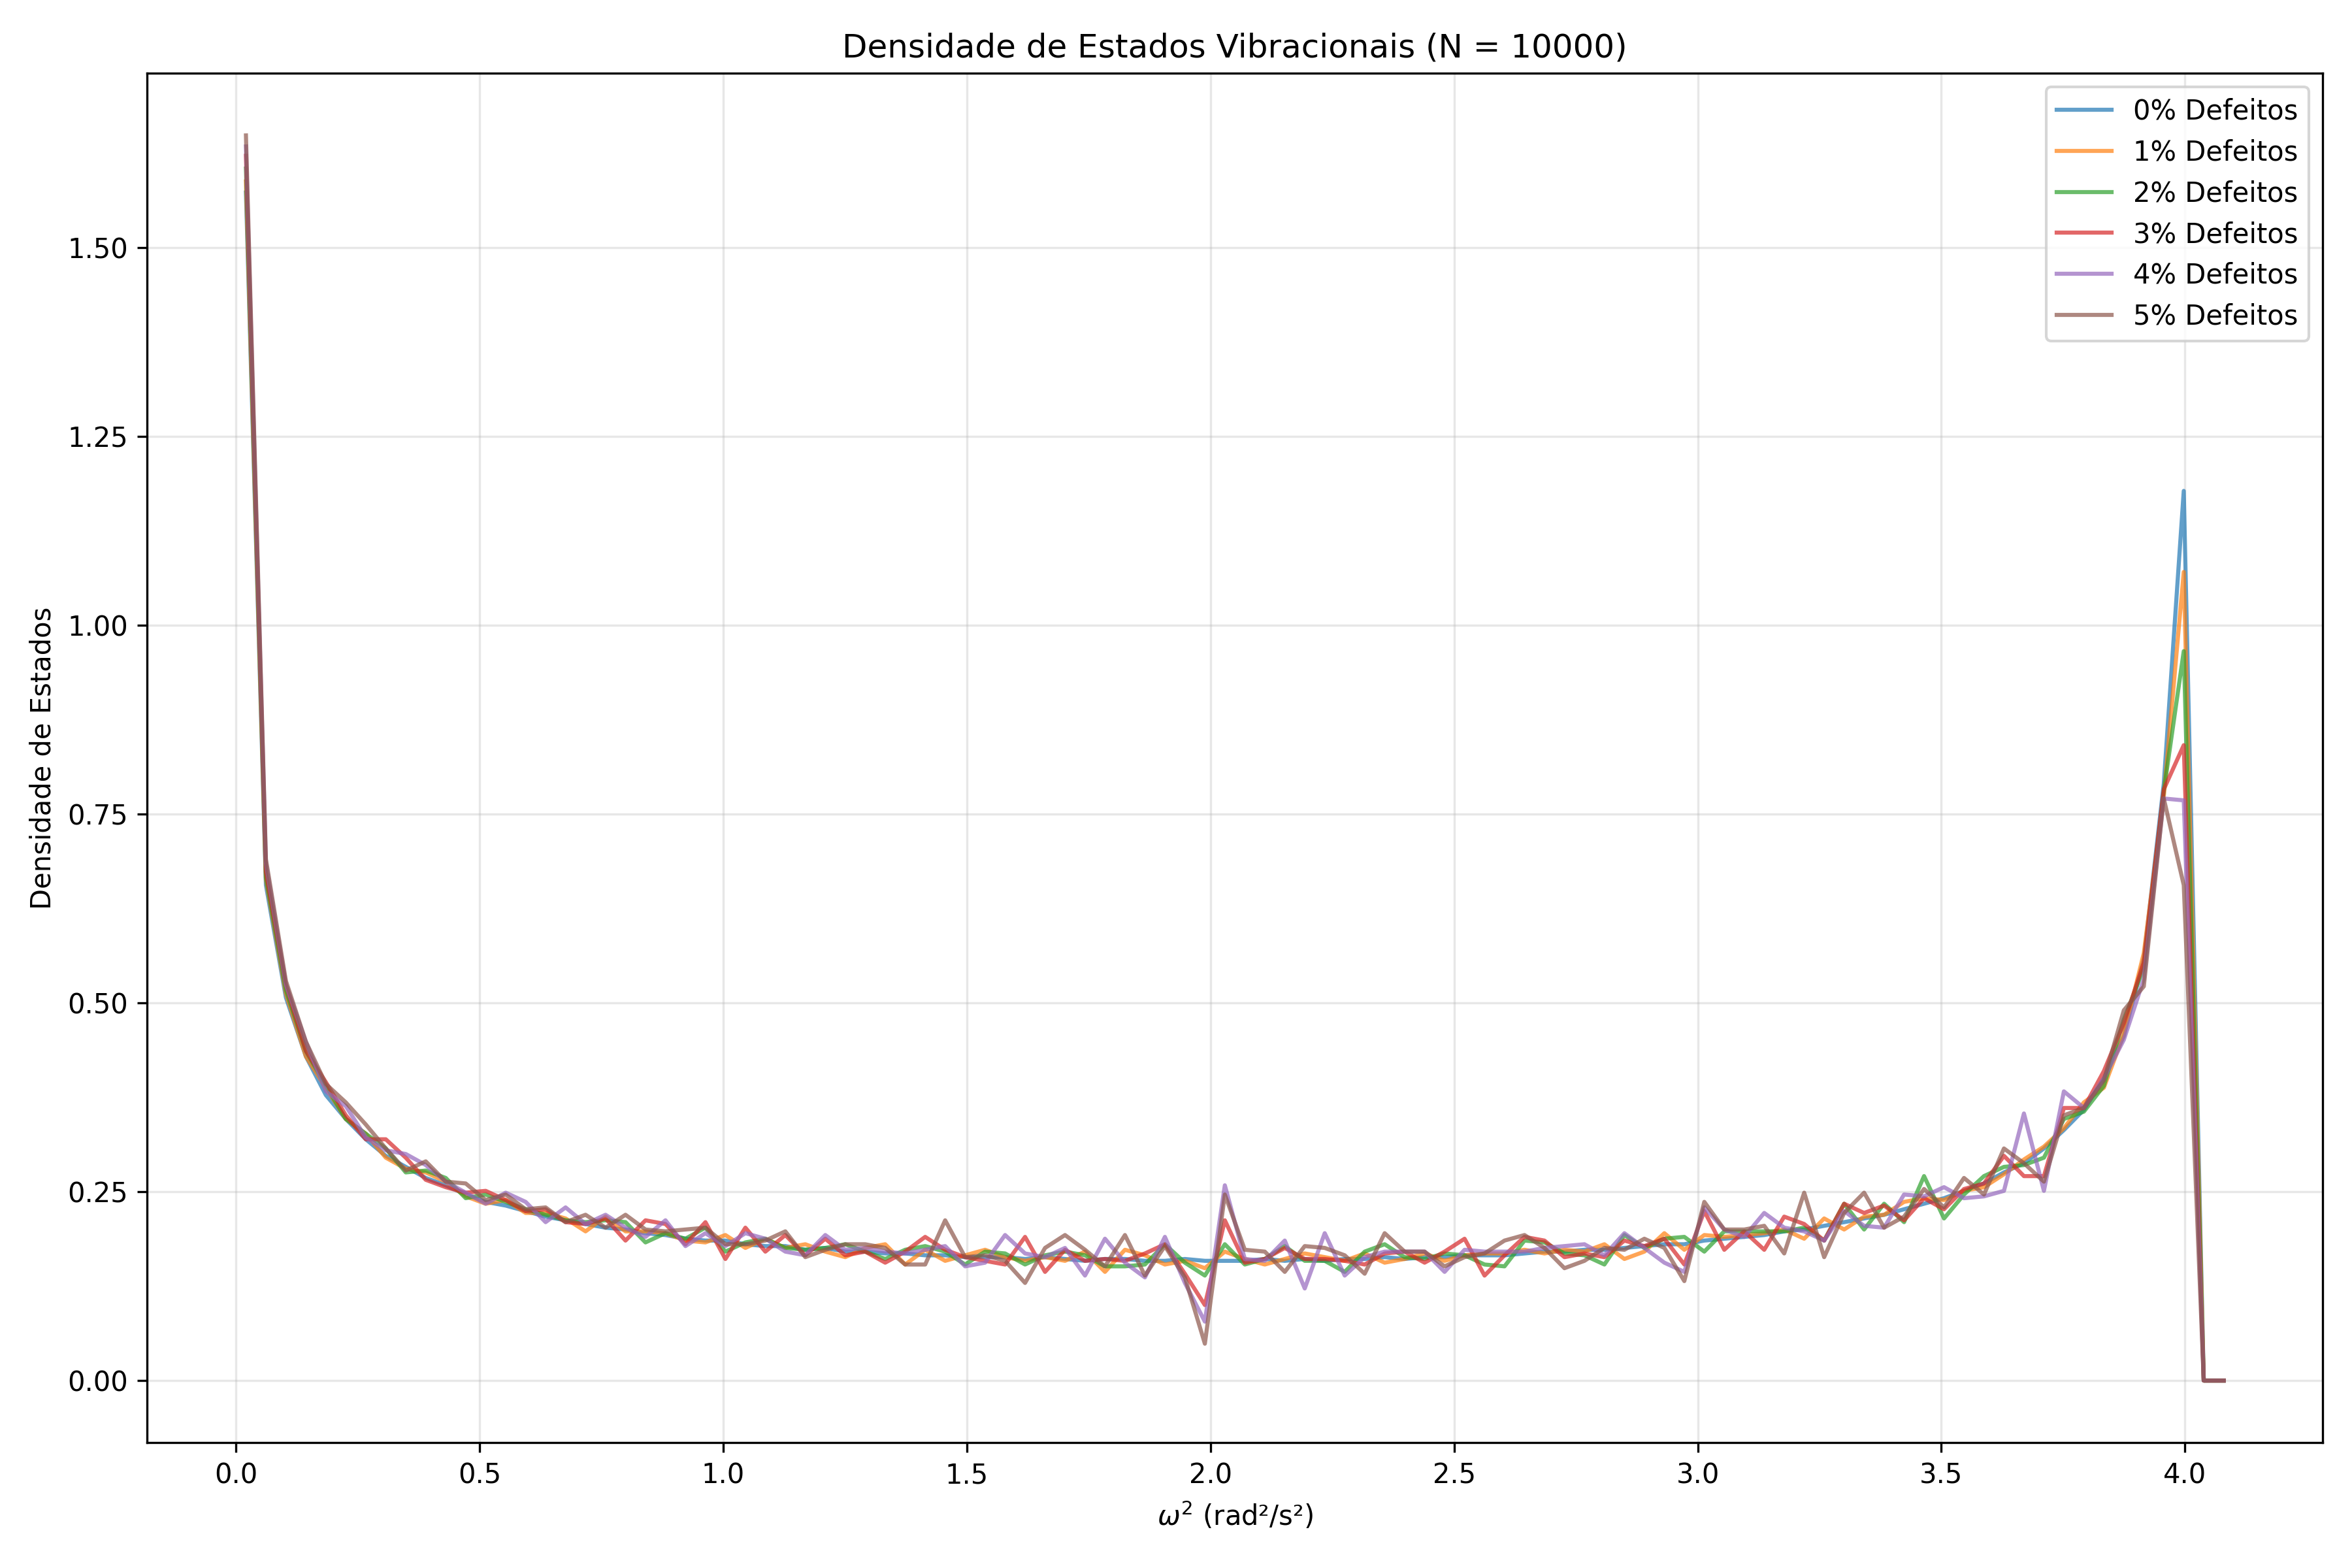 Densidade de Estados Vibracionais (N = 10000)
0% Defeitos
1% Defeitos
2% Defeitos
3% Defeitos
4% Defeitos
5% Defeitos
Densidade de Estados
1.50
1.25
1.00
0.75
0.50
0.25
0.00
0.0 0.5 1.0 1.5 2.0 2.5 3.0 3.5 4.0
ω² (rad²/s²)